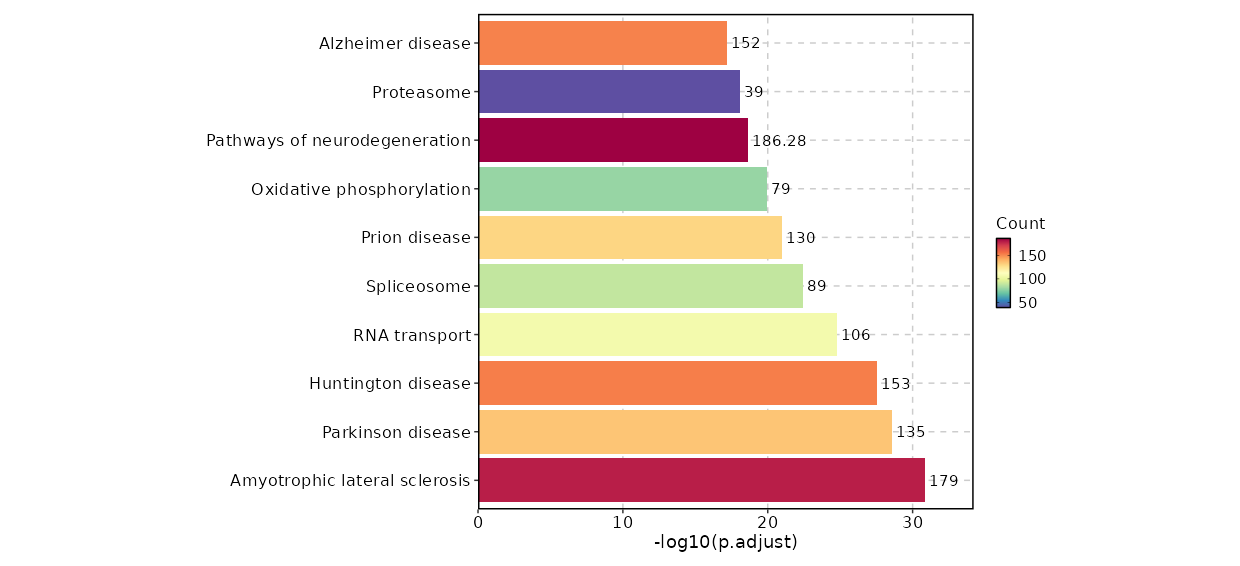 Alzheimer disease 152
Proteasome 39
Pathways of neurodegeneration 186.28
Oxidative phosphorylation 79
Prion disease 130
Spliceosome 89
RNA transport 106
Huntington disease 153
Parkinson disease 135
Amyotrophic lateral sclerosis 179
0 10 20 30
-log10(p.adjust)
Count
150
100
50